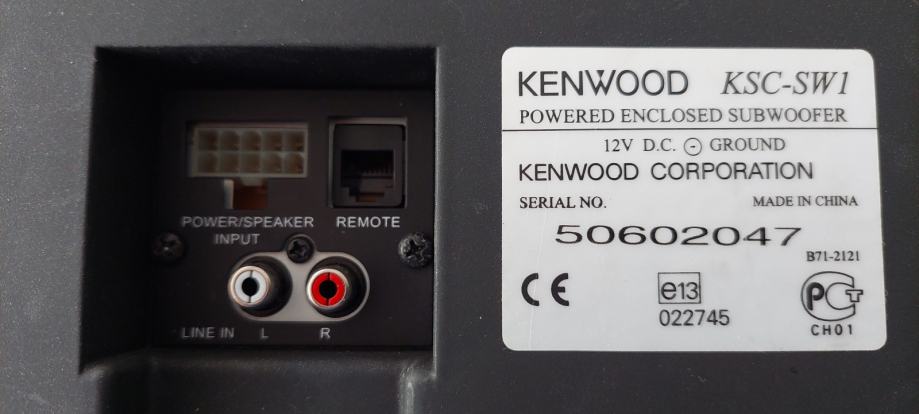 POWER/SPEAKER
INPUT
REMOTE
LINE IN L R
KENWOOD KSC-SW1
POWERED ENCLOSED SUBWOOFER
12V D.C. ⊖ GROUND
KENWOOD CORPORATION
SERIAL NO. MADE IN CHINA
50602047
B71-2121
CE e13 PCT
022745
CH01